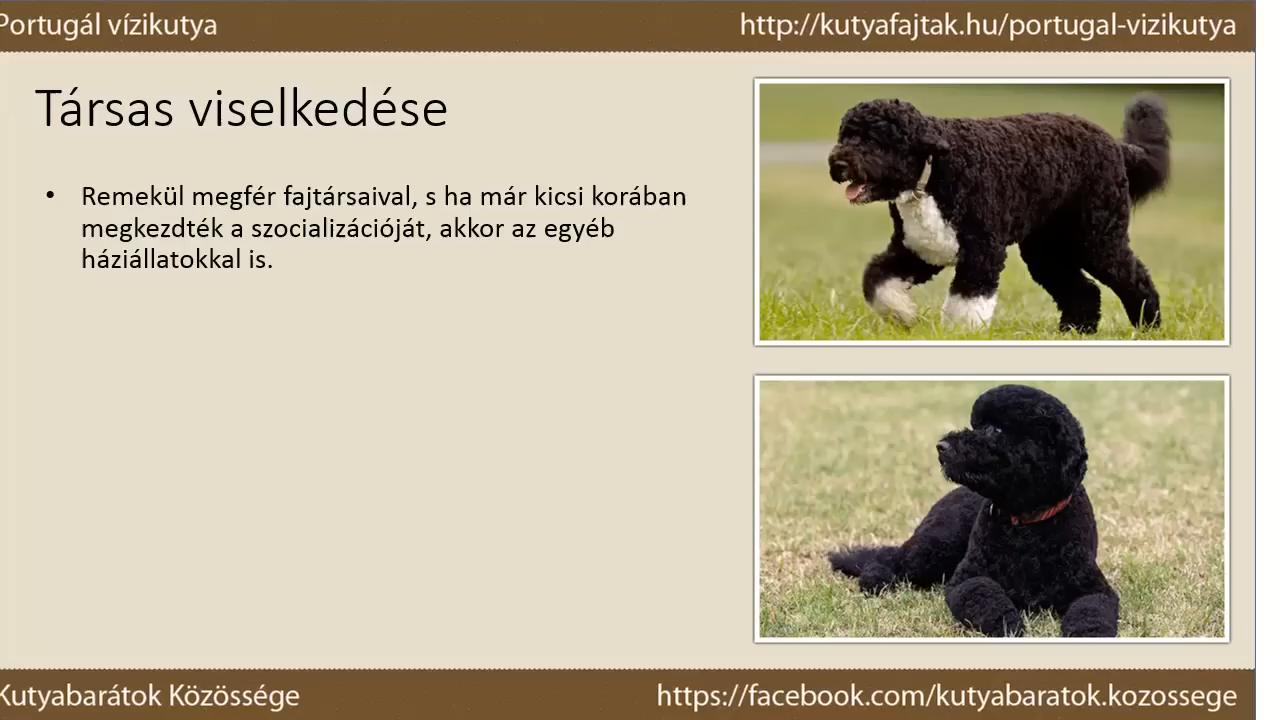 Portugál vízikutya
http://kutyafajtak.hu/portugal-vizikutya
Társas viselkedése
• Remekül megfér fajtársaival, s ha már kicsi korában
megkezdték a szocializációját, akkor az egyéb
háziállatokkal is.
Kutyabarátok Közössége
https://facebook.com/kutyabaratok.kozossege